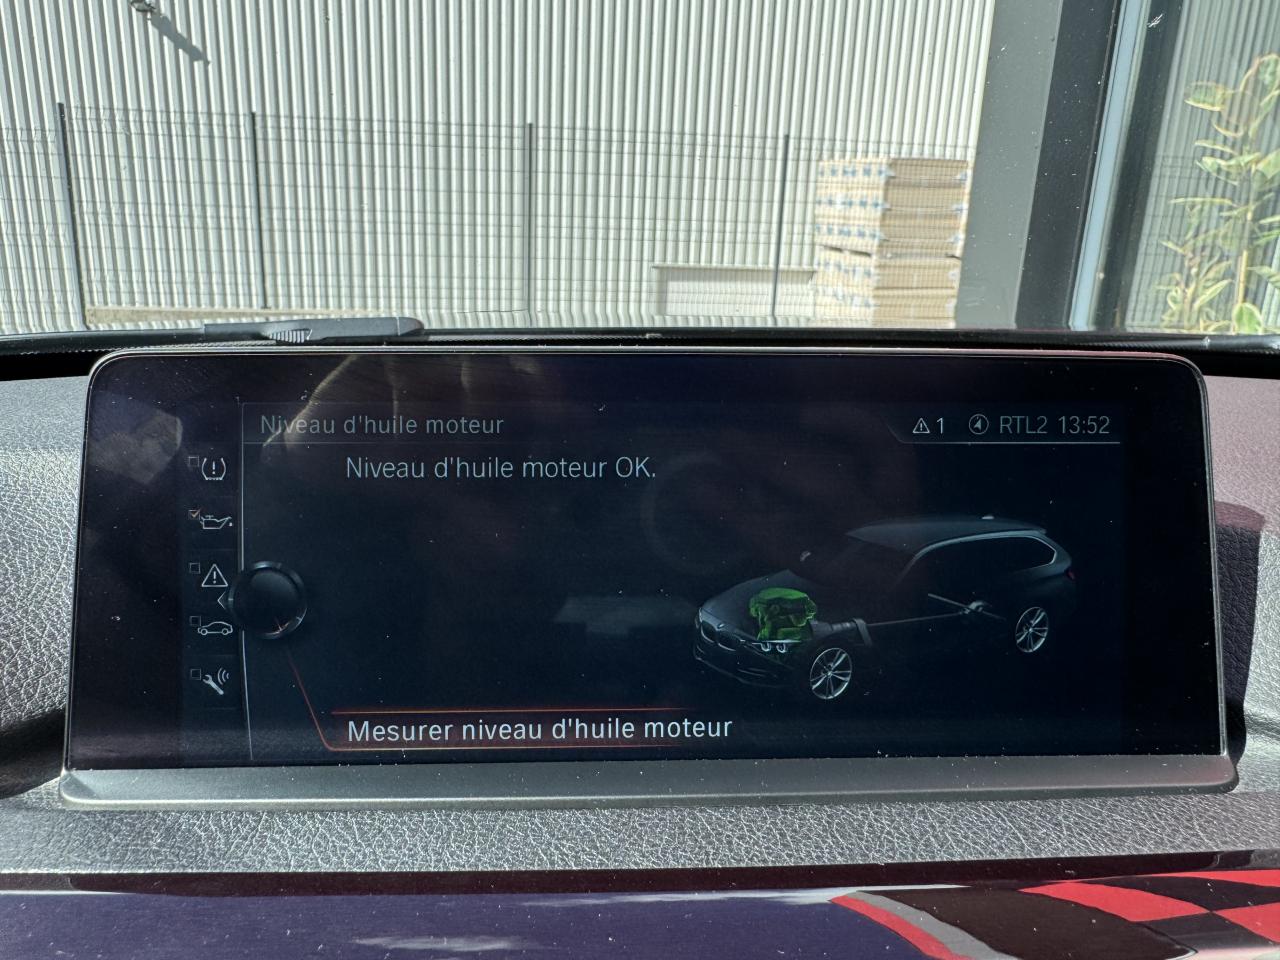 Niveau d'huile moteur
1 RTL2 13:52
Niveau d'huile moteur OK.
Mesurer niveau d'huile moteur